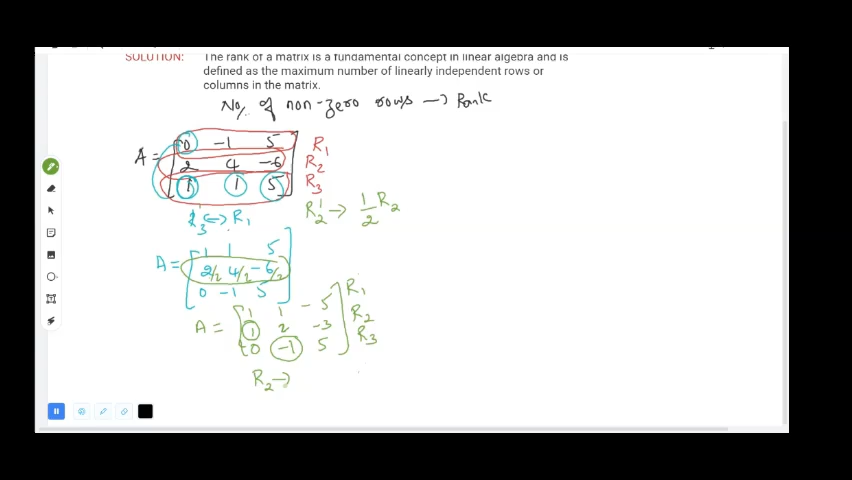 SOLUTION: The rank of a matrix is a fundamental concept in linear algebra and is
defined as the maximum number of linearly independent rows or
columns in the matrix.
No. of non-zero rows → Rank
A = [0 -1 5] R₁
[2 4 -6] R₂
[1 1 5] R₃
R₃' ↔ R₁
R₂' → 1/2 R₂
A = [1 1 5]
[2/2 4/2 -6/2]
[0 -1 5]
A = [1 1 - 5] R₁
[1 2 -3] R₂
[0 -1 5] R₃
R₂ →